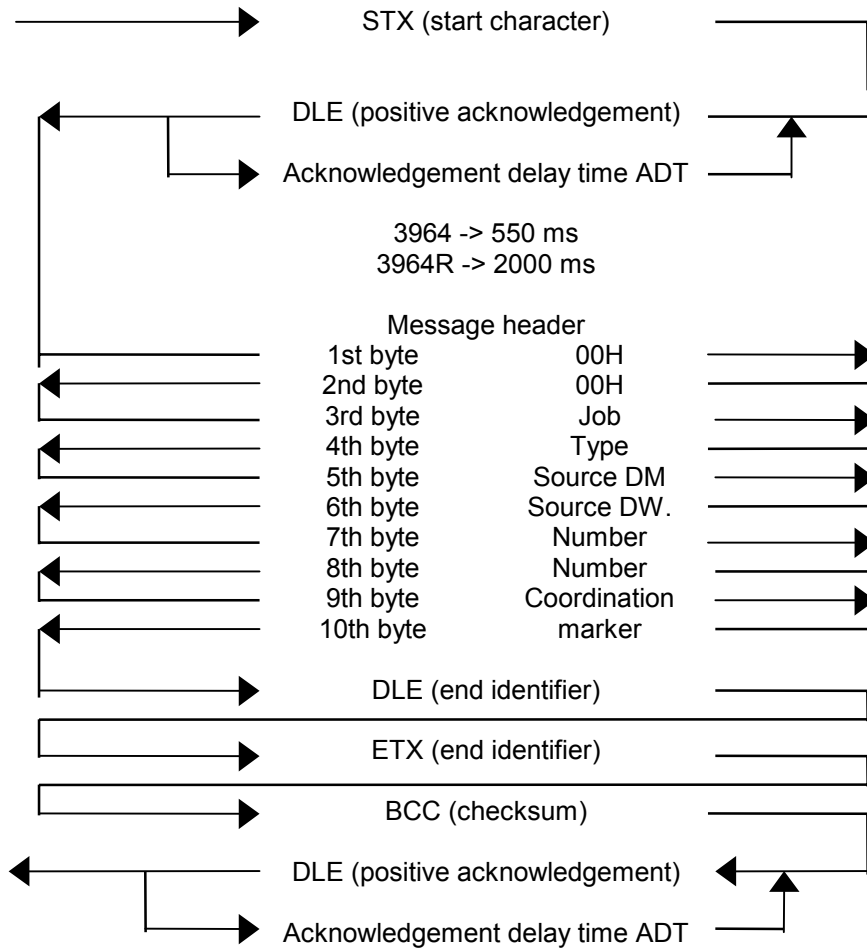 STX (start character)
DLE (positive acknowledgement)
Acknowledgement delay time ADT
3964 -> 550 ms
3964R -> 2000 ms
Message header
1st byte 00H
2nd byte 00H
3rd byte Job
4th byte Type
5th byte Source DM
6th byte Source DW.
7th byte Number
8th byte Number
9th byte Coordination
10th byte marker
DLE (end identifier)
ETX (end identifier)
BCC (checksum)
DLE (positive acknowledgement)
Acknowledgement delay time ADT